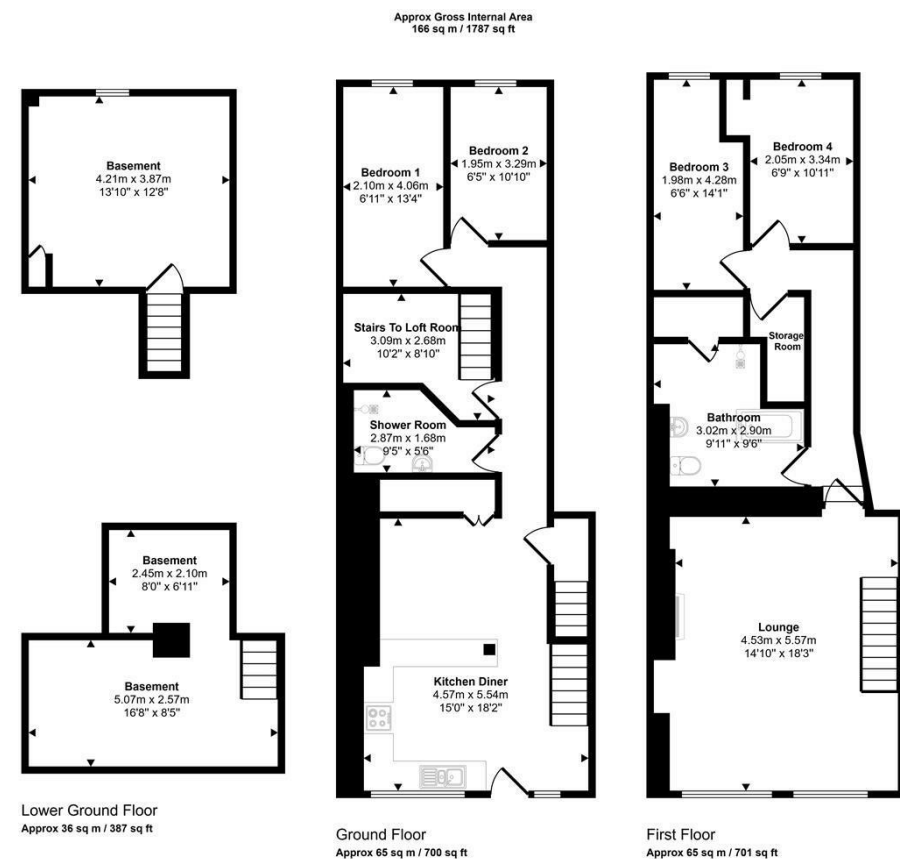 Approx Gross Internal Area
166 sq m / 1787 sq ft
Basement
4.21m x 3.87m
13'10" x 12'8"
Basement
2.45m x 2.10m
8'0" x 6'11"
Basement
5.07m x 2.57m
16'8" x 8'5"
Lower Ground Floor
Approx 36 sq m / 387 sq ft
Bedroom 1
2.10m x 4.06m
6'11" x 13'4"
Bedroom 2
1.95m x 3.29m
6'5" x 10'10"
Stairs To Loft Room
3.09m x 2.68m
10'2" x 8'10"
Shower Room
2.87m x 1.68m
9'5" x 5'6"
Kitchen Diner
4.57m x 5.54m
15'0" x 18'2"
Ground Floor
Approx 65 sq m / 700 sq ft
Bedroom 3
1.98m x 4.28m
6'6" x 14'1"
Bedroom 4
2.05m x 3.34m
6'9" x 10'11"
Storage
Room
Bathroom
3.02m x 2.90m
9'11" x 9'6"
Lounge
4.53m x 5.57m
14'10" x 18'3"
First Floor
Approx 65 sq m / 701 sq ft